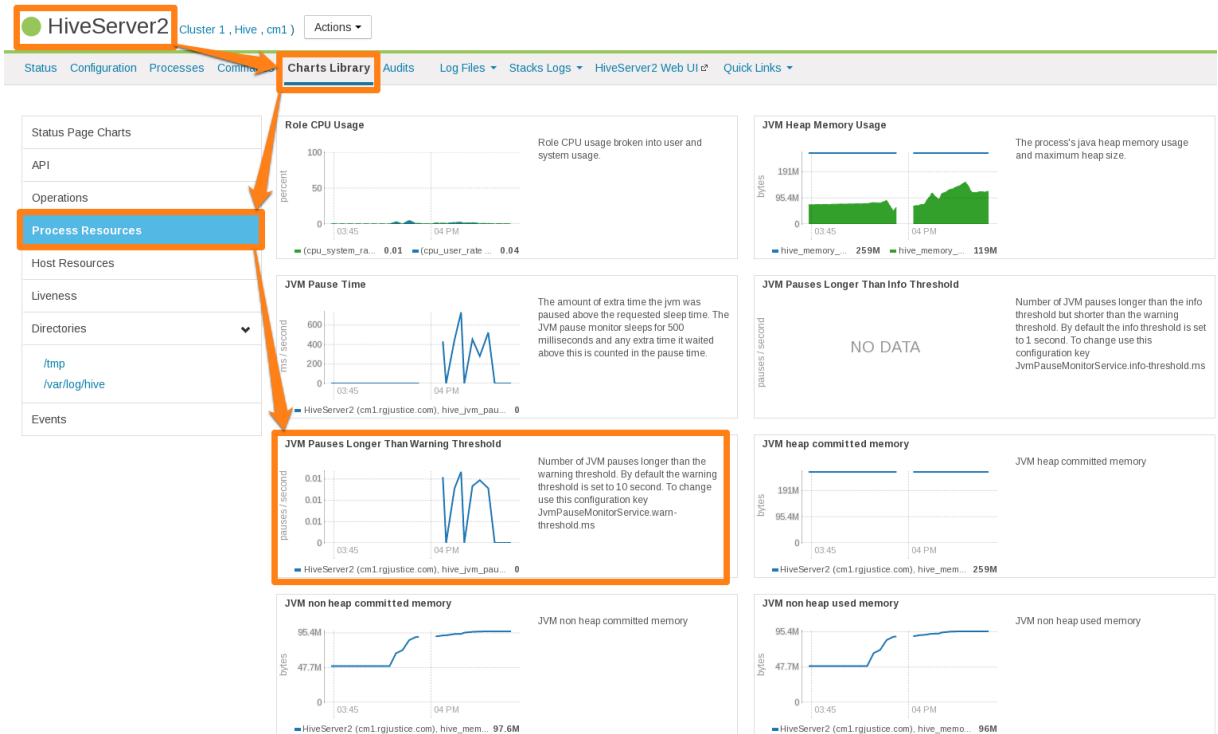 HiveServer2 (Cluster 1 , Hive , cm1 ) Actions
Status Configuration Processes Charts Library Audits Log Files Stacks Logs HiveServer2 Web UI Quick Links
Status Page Charts
API
Operations
Process Resources
Host Resources
Liveness
Directories
/tmp
/var/log/hive
Events
Role CPU Usage
percent
100
50
0
03:45 04 PM
(cpu_system_ra... 0.01 (cpu_user_rate ... 0.04
Role CPU usage broken into user and
system usage.
JVM Heap Memory Usage
bytes
191M
95.4M
0
03:45 04 PM
hive_memory_... 259M hive_memory_... 119M
The process's java heap memory usage
and maximum heap size.
JVM Pause Time
ms / second
600
400
200
0
03:45 04 PM
HiveServer2 (cm1.rgjustice.com), hive_jvm_pau... 0
The amount of extra time the jvm was
paused above the requested sleep time. The
JVM pause monitor sleeps for 500
milliseconds and any extra time it waited
above this is counted in the pause time.
JVM Pauses Longer Than Info Threshold
pauses / second
NO DATA
Number of JVM pauses longer than the info
threshold but shorter than the warning
threshold. By default the info threshold is set
to 1 second. To change use this
configuration key
JvmPauseMonitorService.info-threshold.ms
JVM Pauses Longer Than Warning Threshold
pauses / second
0.01
0.01
0.01
0
03:45 04 PM
HiveServer2 (cm1.rgjustice.com), hive_jvm_pau... 0
Number of JVM pauses longer than the
warning threshold. By default the warning
threshold is set to 10 second. To change
use this configuration key
JvmPauseMonitorService.warn-
threshold.ms
JVM heap committed memory
bytes
191M
95.4M
0
03:45 04 PM
HiveServer2 (cm1.rgjustice.com), hive_mem... 259M
JVM heap committed memory
JVM non heap committed memory
bytes
95.4M
47.7M
0
03:45 04 PM
HiveServer2 (cm1.rgjustice.com), hive_mem... 97.6M
JVM non heap committed memory
JVM non heap used memory
bytes
95.4M
47.7M
0
03:45 04 PM
HiveServer2 (cm1.rgjustice.com), hive_memo... 96M
JVM non heap used memory